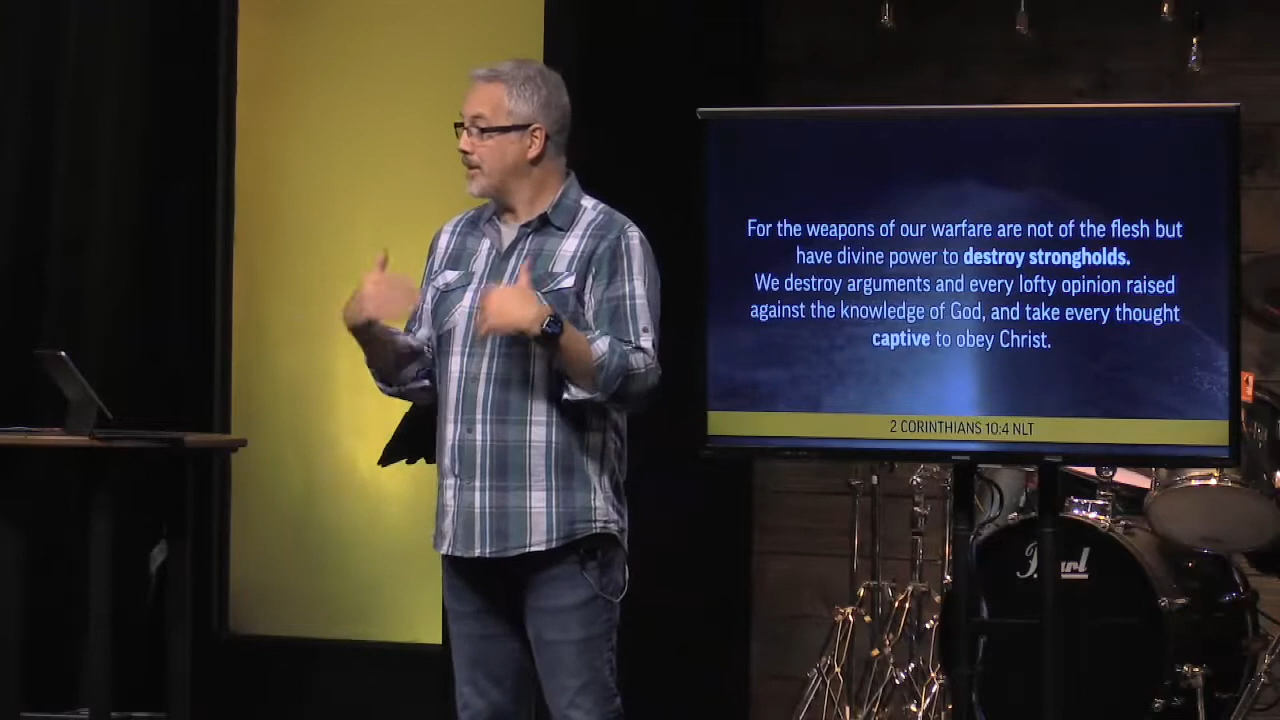 For the weapons of our warfare are not of the flesh but
have divine power to destroy strongholds.
We destroy arguments and every lofty opinion raised
against the knowledge of God, and take every thought
captive to obey Christ.
2 CORINTHIANS 10:4 NLT
Pearl